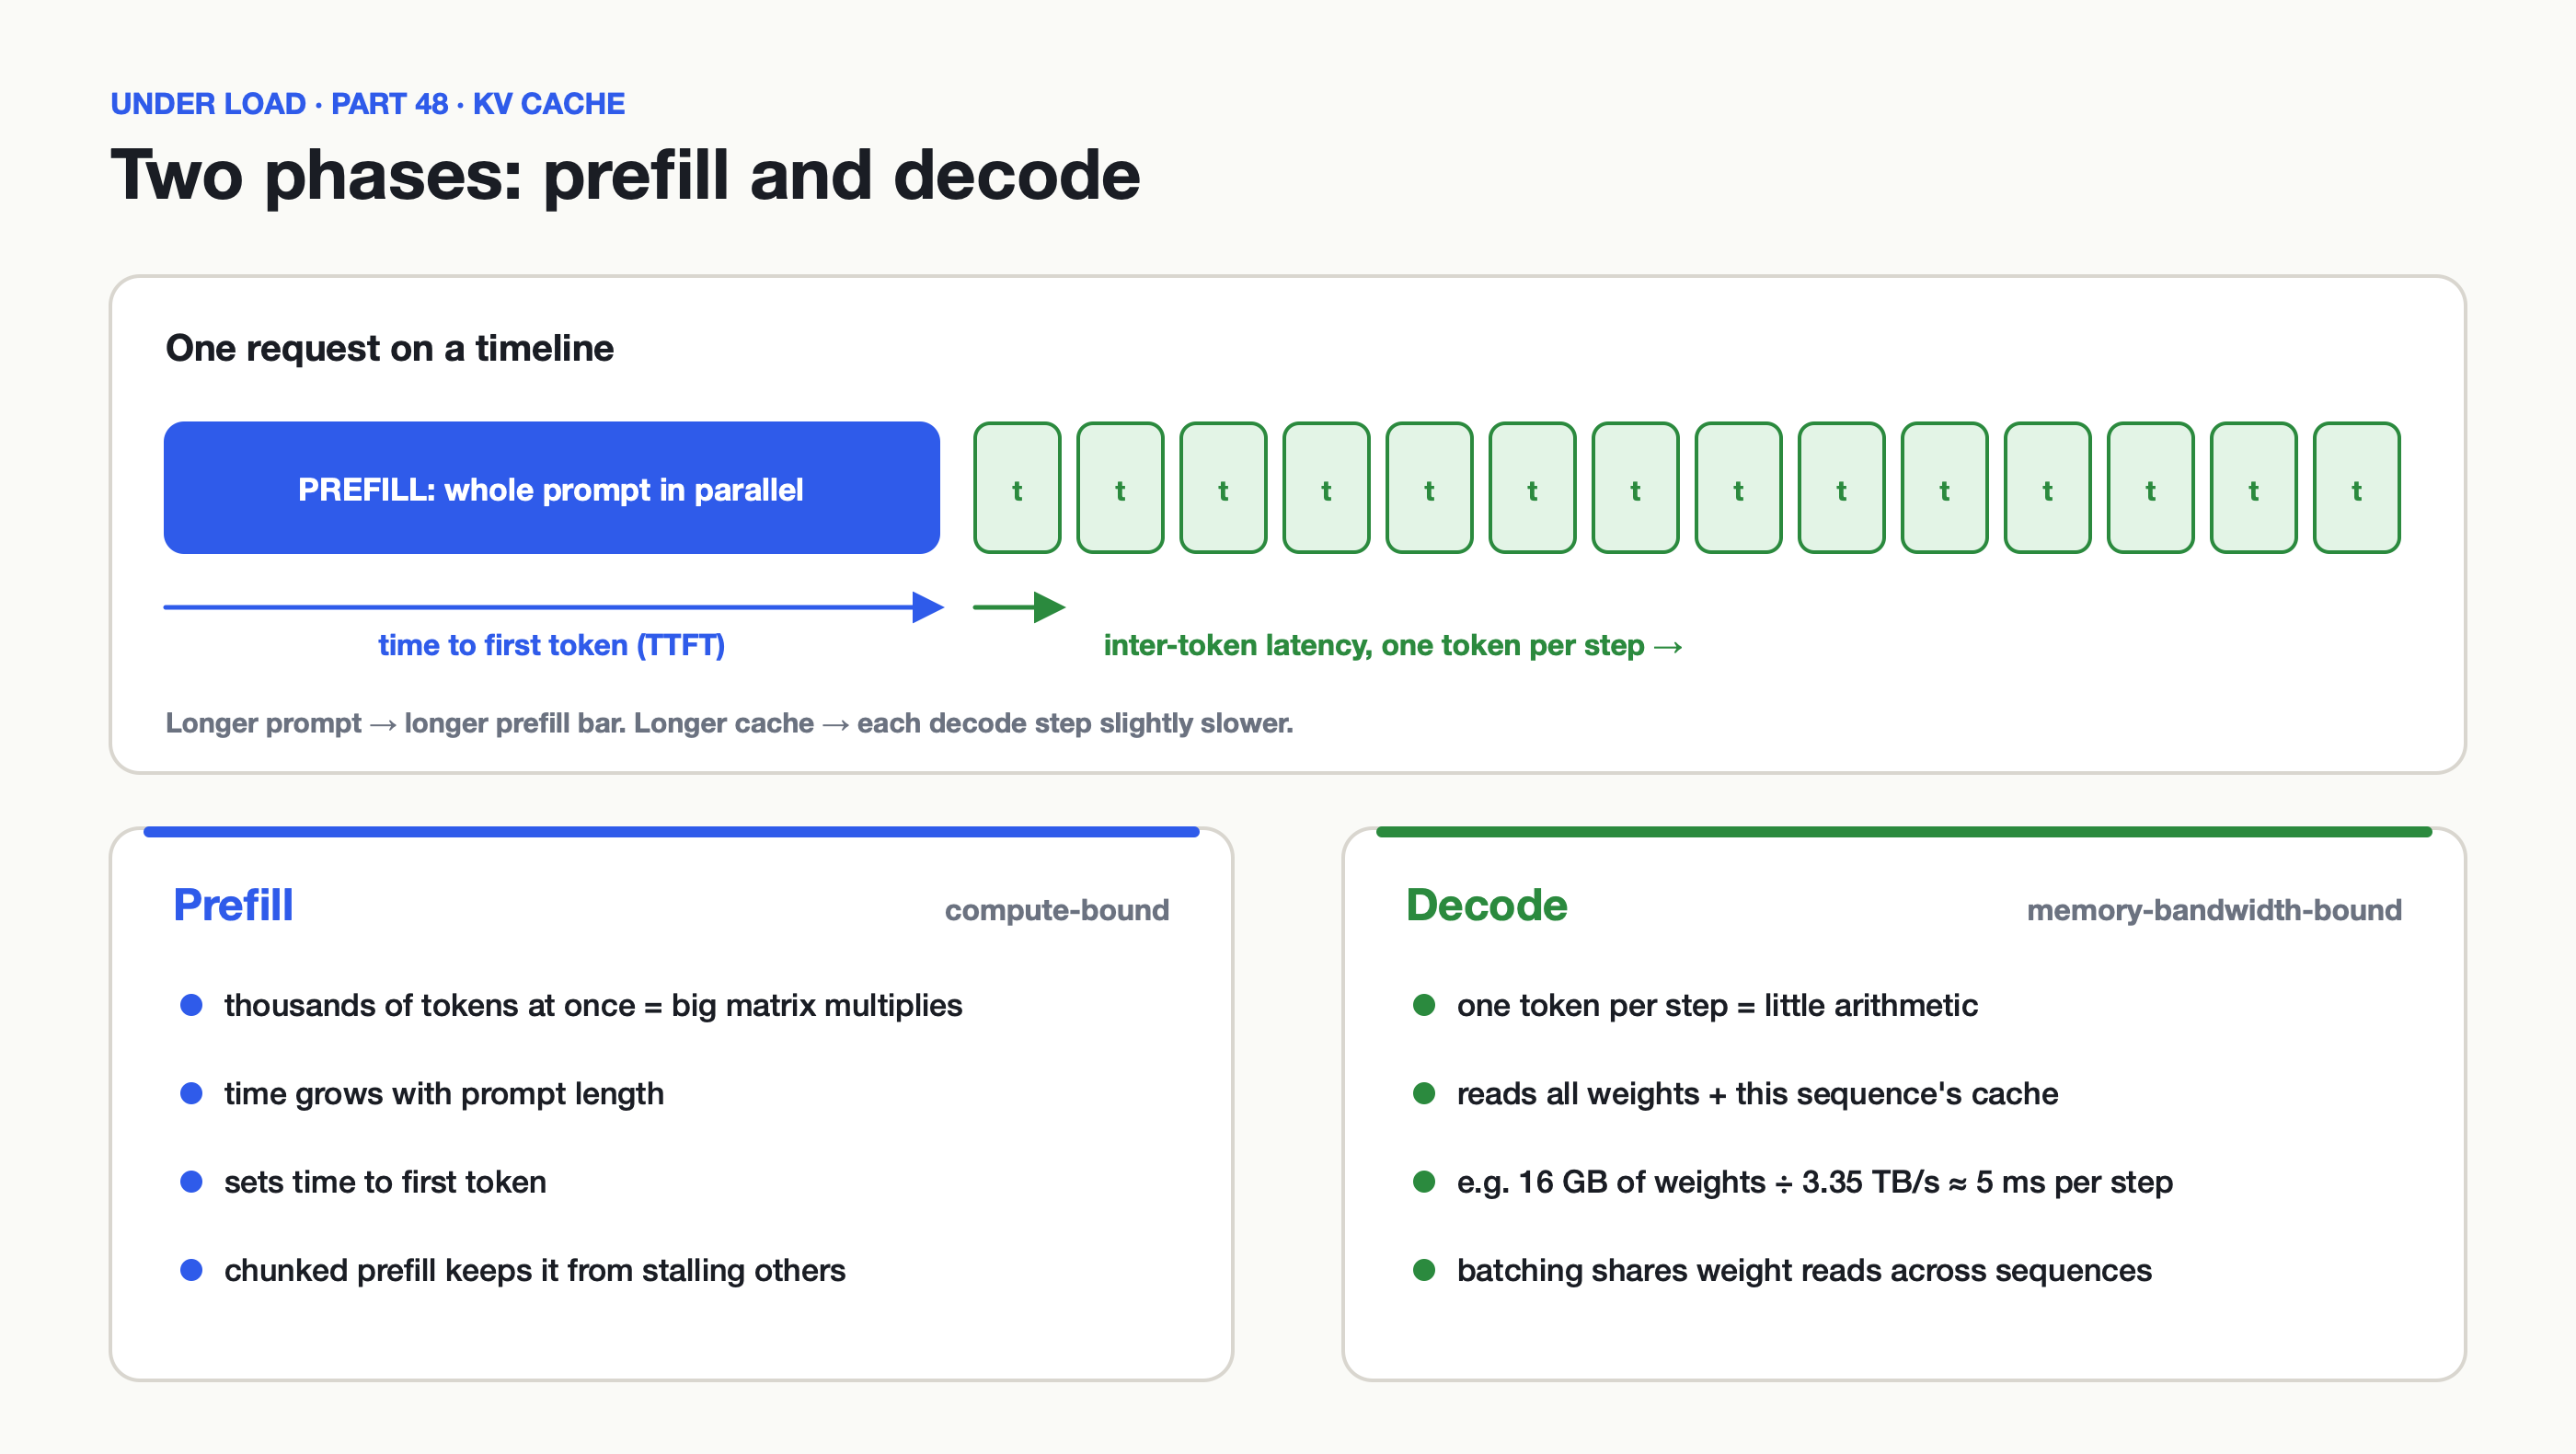 UNDER LOAD · PART 48 · KV CACHE
Two phases: prefill and decode
One request on a timeline
PREFILL: whole prompt in parallel
t t t t t t t t t t t t t t
time to first token (TTFT)
inter-token latency, one token per step →
Longer prompt → longer prefill bar. Longer cache → each decode step slightly slower.
Prefill
compute-bound
thousands of tokens at once = big matrix multiplies
time grows with prompt length
sets time to first token
chunked prefill keeps it from stalling others
Decode
memory-bandwidth-bound
one token per step = little arithmetic
reads all weights + this sequence's cache
e.g. 16 GB of weights ÷ 3.35 TB/s ≈ 5 ms per step
batching shares weight reads across sequences